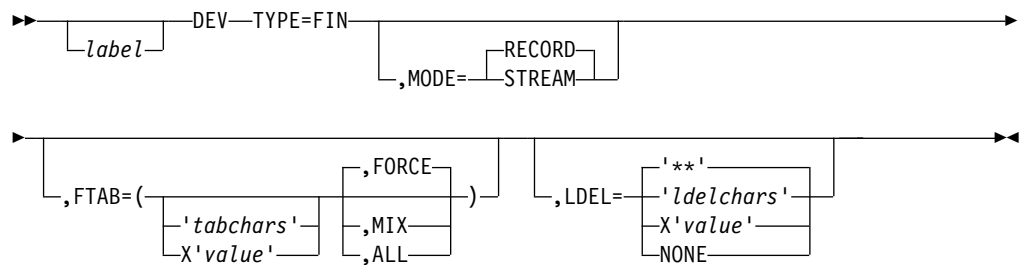 DEV TYPE=FIN
label
RECORD
,MODE= STREAM
,FORCE '**'
,FTAB=( ) ,LDEL=
'tabchars' ,MIX 'ldelchars'
X'value' ,ALL X'value'
NONE